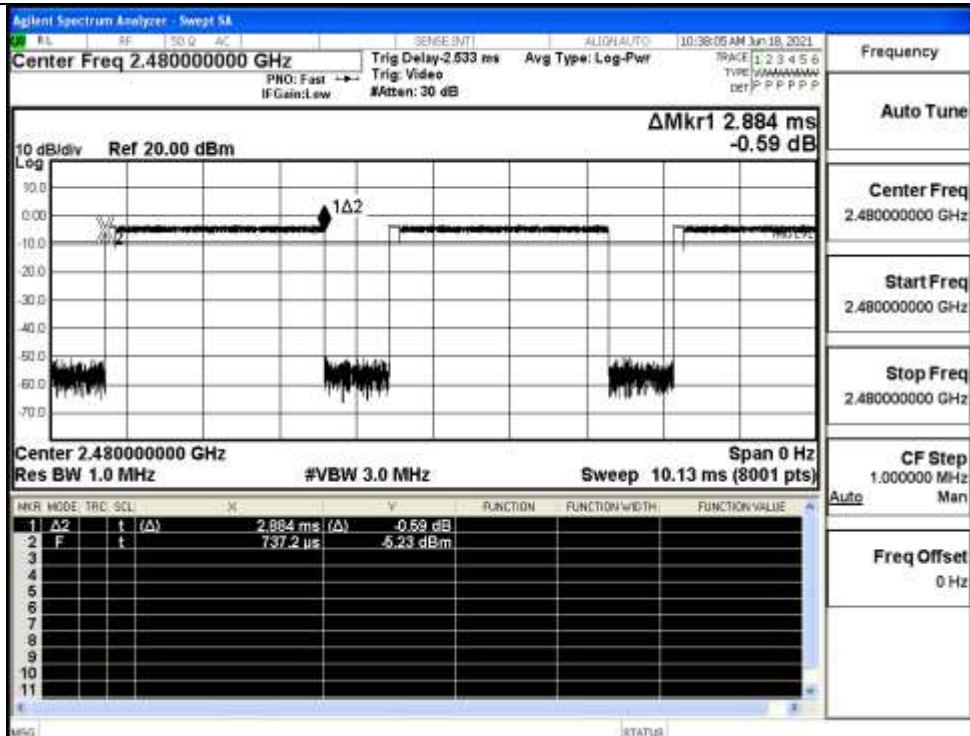 Agilent Spectrum Analyzer - Swept SA
RL RF 50 Ω AC SENSE:INT ALIGNAUTO 10:38:05 AM Jun 18, 2021
Center Freq 2.480000000 GHz
PNO: Fast
IFGain:Low
Trig Delay-2.533 ms
Trig: Video
#Atten: 30 dB
Avg Type: Log-Pwr
TRACE 1 2 3 4 5 6
TYPE
DET P P P P P P
ΔMkr1 2.884 ms
-0.59 dB
10 dB/div Ref 20.00 dBm
Log
10.0
0.00
-10.0
-20.0
-30.0
-40.0
-50.0
-60.0
-70.0
1Δ2
2
Center 2.480000000 GHz Span 0 Hz
Res BW 1.0 MHz #VBW 3.0 MHz Sweep 10.13 ms (8001 pts)
MKR MODE TRC SCL X Y FUNCTION FUNCTION WIDTH FUNCTION VALUE
1 Δ2 t (Δ) 2.884 ms (Δ) -0.59 dB
2 F t 737.2 µs -5.23 dBm
3
4
5
6
7
8
9
10
11
MSG STATUS
Frequency
Auto Tune
Center Freq
2.480000000 GHz
Start Freq
2.480000000 GHz
Stop Freq
2.480000000 GHz
CF Step
1.000000 MHz
Auto Man
Freq Offset
0 Hz